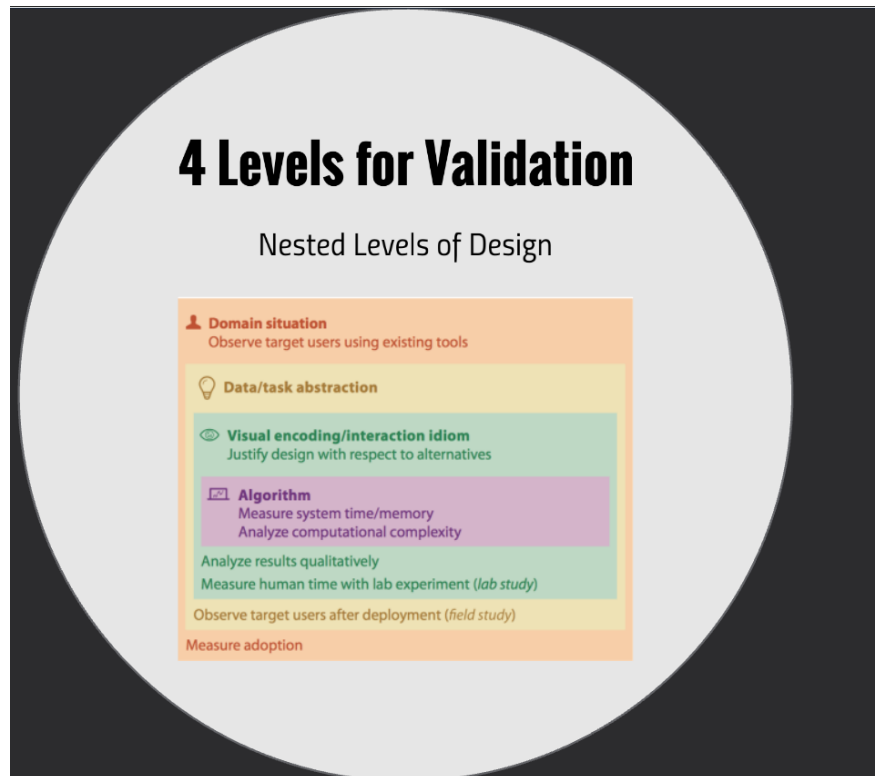 4 Levels for Validation
Nested Levels of Design
Domain situation
Observe target users using existing tools
Data/task abstraction
Visual encoding/interaction idiom
Justify design with respect to alternatives
Algorithm
Measure system time/memory
Analyze computational complexity
Analyze results qualitatively
Measure human time with lab experiment (lab study)
Observe target users after deployment (field study)
Measure adoption